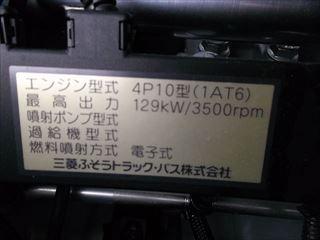 エンジン型式 4P10型(1AT6)
最高出力 129kW/3500rpm
噴射ポンプ型式
過給機型式
燃料噴射方式 電子式
三菱ふそうトラック・バス株式会社